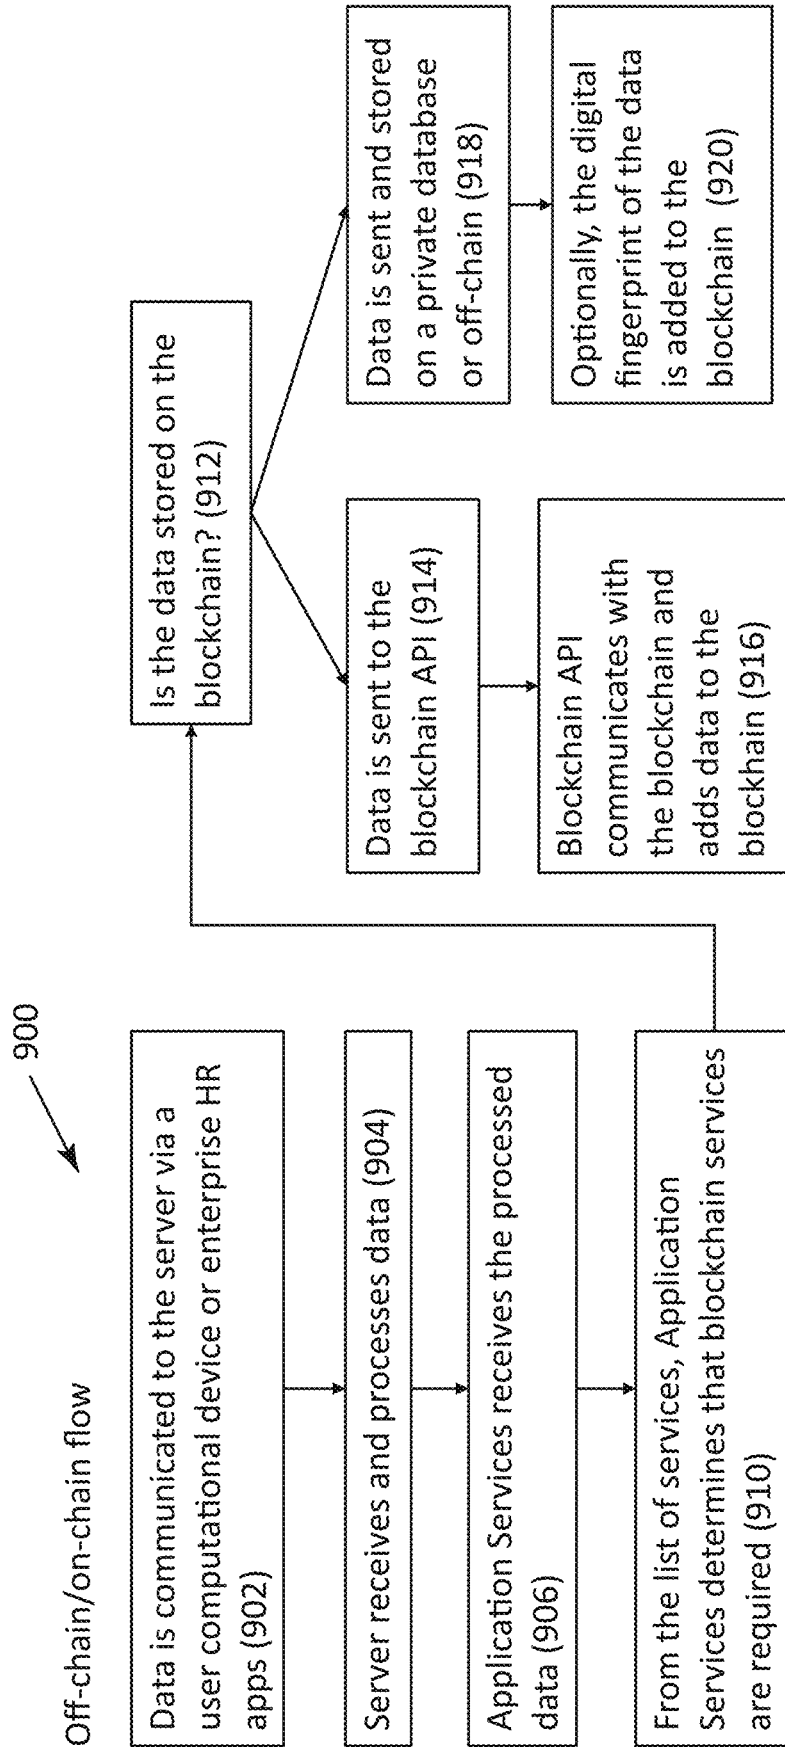 Off-chain/on-chain flow
900
Data is communicated to the server via a
user computational device or enterprise HR
apps (902)
Server receives and processes data (904)
Application Services receives the processed
data (906)
From the list of services, Application
Services determines that blockchain services
are required (910)
Is the data stored on the
blockchain? (912)
Data is sent to the
blockchain API (914)
Blockchain API
communicates with
the blockchain and
adds data to the
blockhain (916)
Data is sent and stored
on a private database
or off-chain (918)
Optionally, the digital
fingerprint of the data
is added to the
blockchain (920)